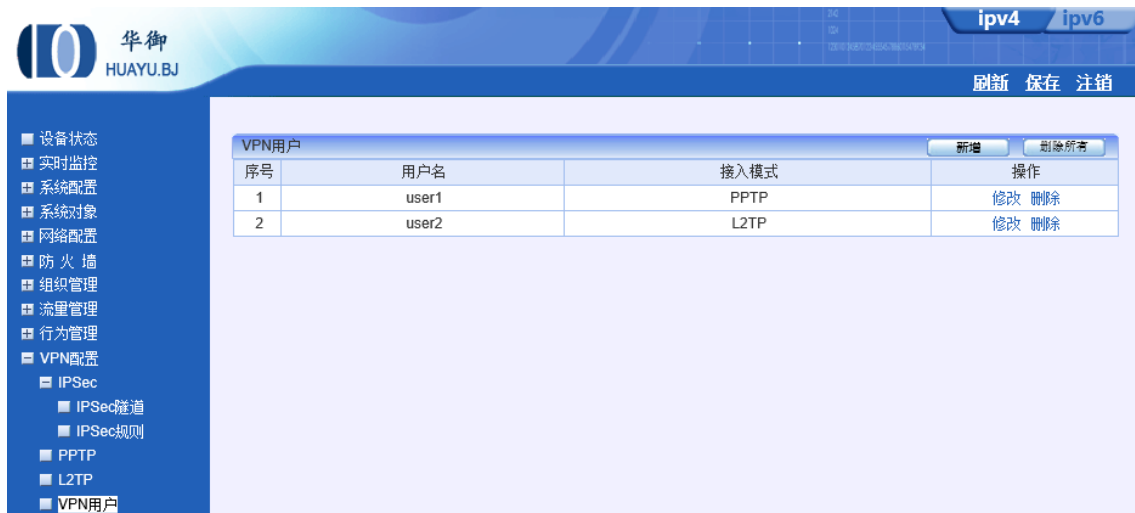 华御
HUAYU.BJ
ipv4 ipv6
刷新 保存 注销
设备状态
实时监控
系统配置
系统对象
网络配置
防 火 墙
组织管理
流量管理
行为管理
VPN配置
IPSec
IPSec隧道
IPSec规则
PPTP
L2TP
VPN用户
VPN用户 新增 删除所有
序号 用户名 接入模式 操作
1 user1 PPTP 修改 删除
2 user2 L2TP 修改 删除